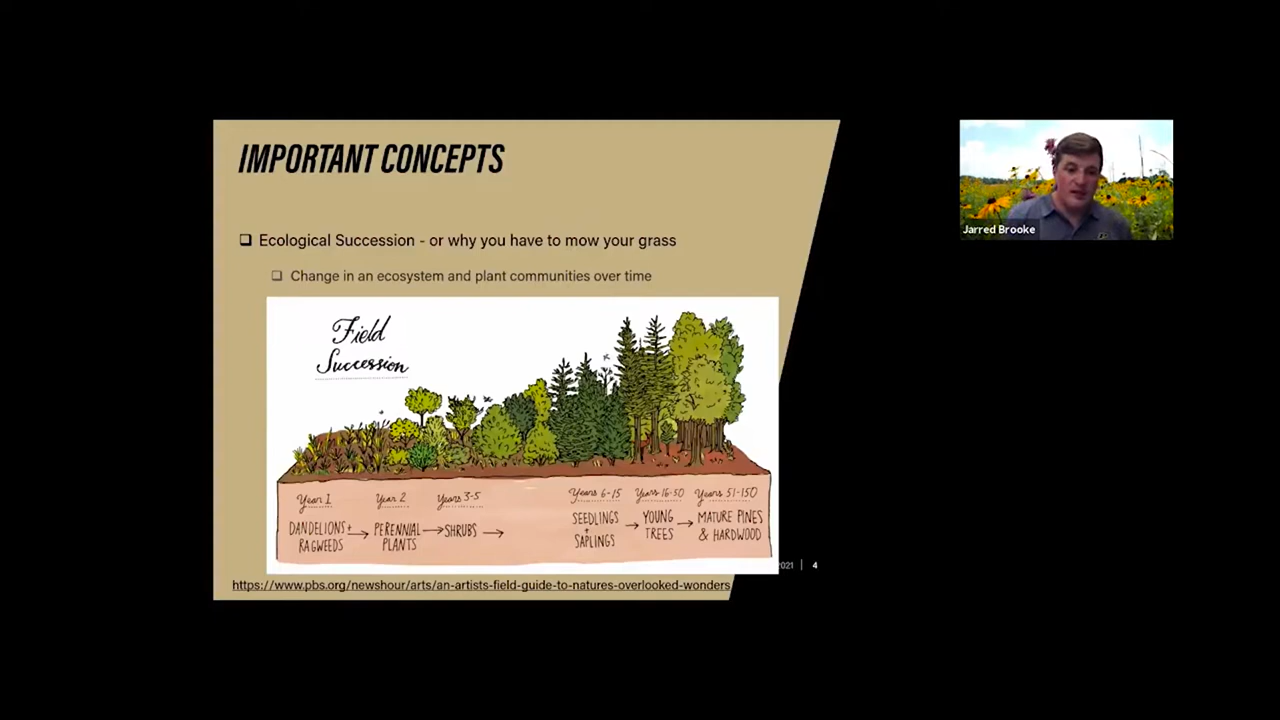 IMPORTANT CONCEPTS
Ecological Succession - or why you have to mow your grass
Change in an ecosystem and plant communities over time
Field
Succession
Year 1
Year 2
Years 3-5
Years 6-15
Years 16-50
Years 51-150
DANDELIONS +
RAGWEEDS
PERENNIAL
PLANTS
SHRUBS
SEEDLINGS
+
SAPLINGS
YOUNG
TREES
MATURE PINES
& HARDWOOD
2021 | 4
https://www.pbs.org/newshour/arts/an-artists-field-guide-to-natures-overlooked-wonders
Jarred Brooke